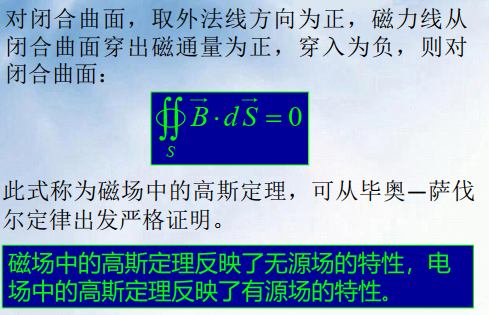 对闭合曲面，取外法线方向为正，磁力线从
闭合曲面穿出磁通量为正，穿入为负，则对
闭合曲面：
∯_S \vec{B}·d\vec{S} = 0
此式称为磁场中的高斯定理，可从毕奥—萨伐
尔定律出发严格证明。
磁场中的高斯定理反映了无源场的特性，电
场中的高斯定理反映了有源场的特性。